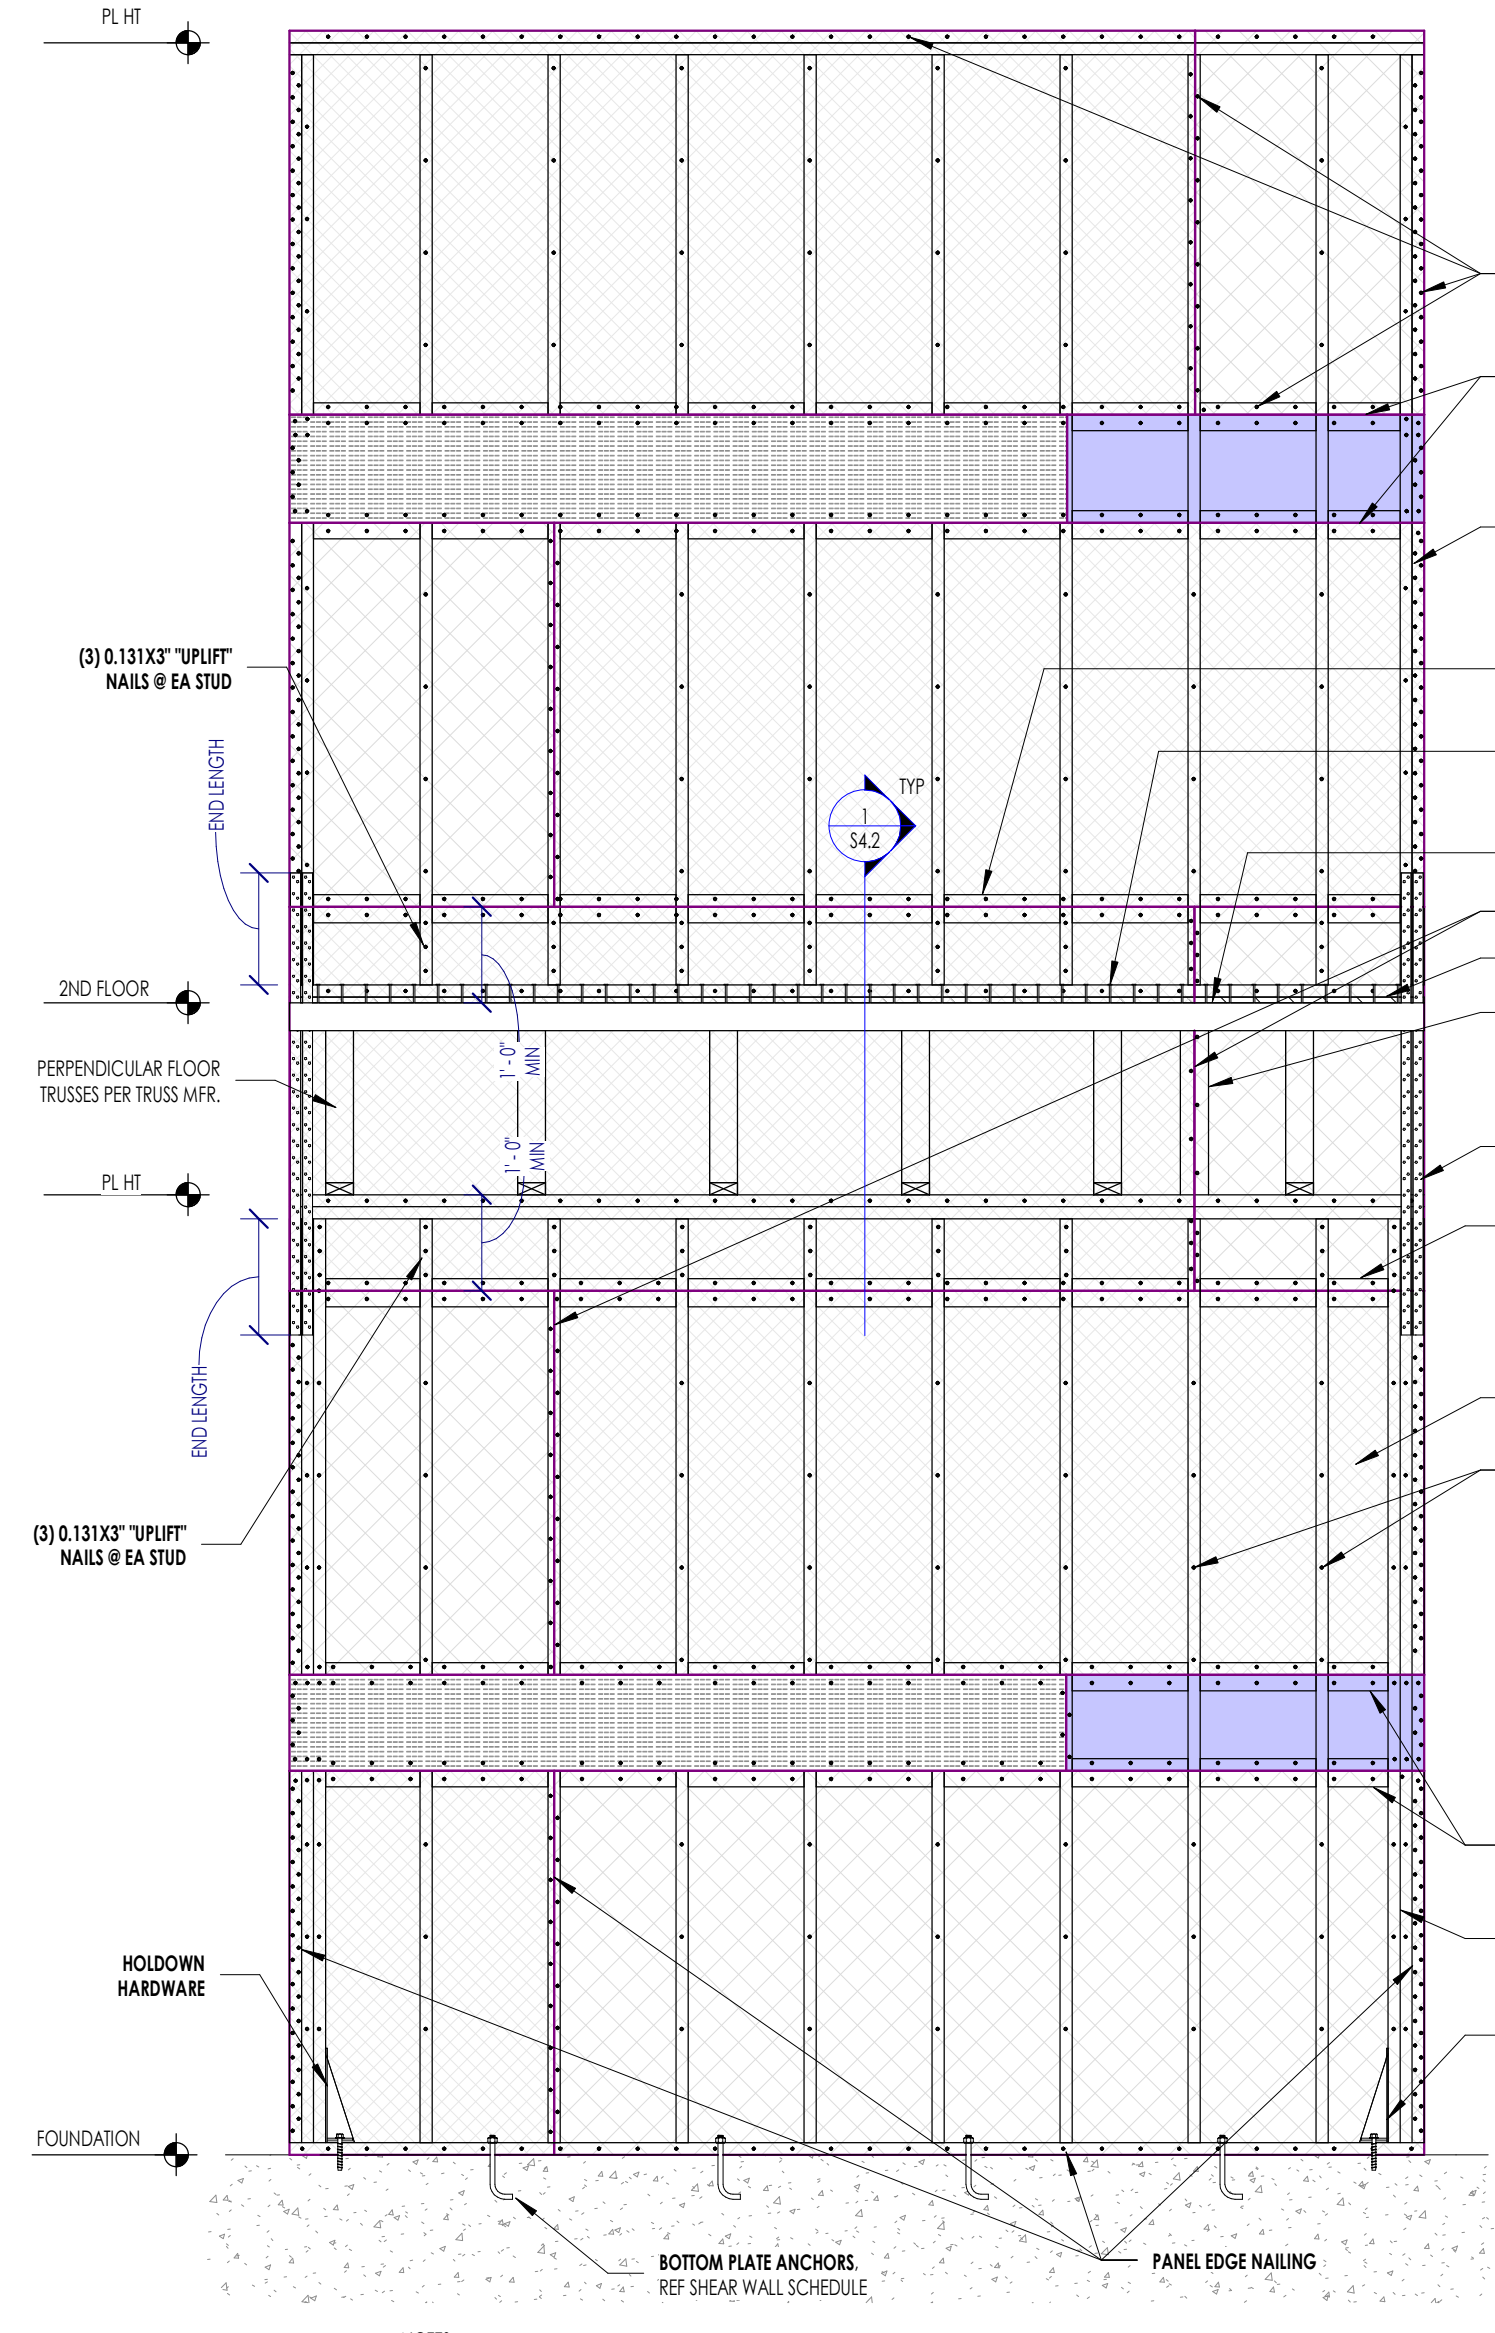 PL HT
(3) 0.131X3" "UPLIFT"
NAILS @ EA STUD
END LENGTH
TYP
1
S4.2
2ND FLOOR
1' - 0"
MIN
PERPENDICULAR FLOOR
TRUSSES PER TRUSS MFR.
1' - 0"
MIN
PL HT
END LENGTH
(3) 0.131X3" "UPLIFT"
NAILS @ EA STUD
HOLDOWN
HARDWARE
FOUNDATION
BOTTOM PLATE ANCHORS,
REF SHEAR WALL SCHEDULE
PANEL EDGE NAILING